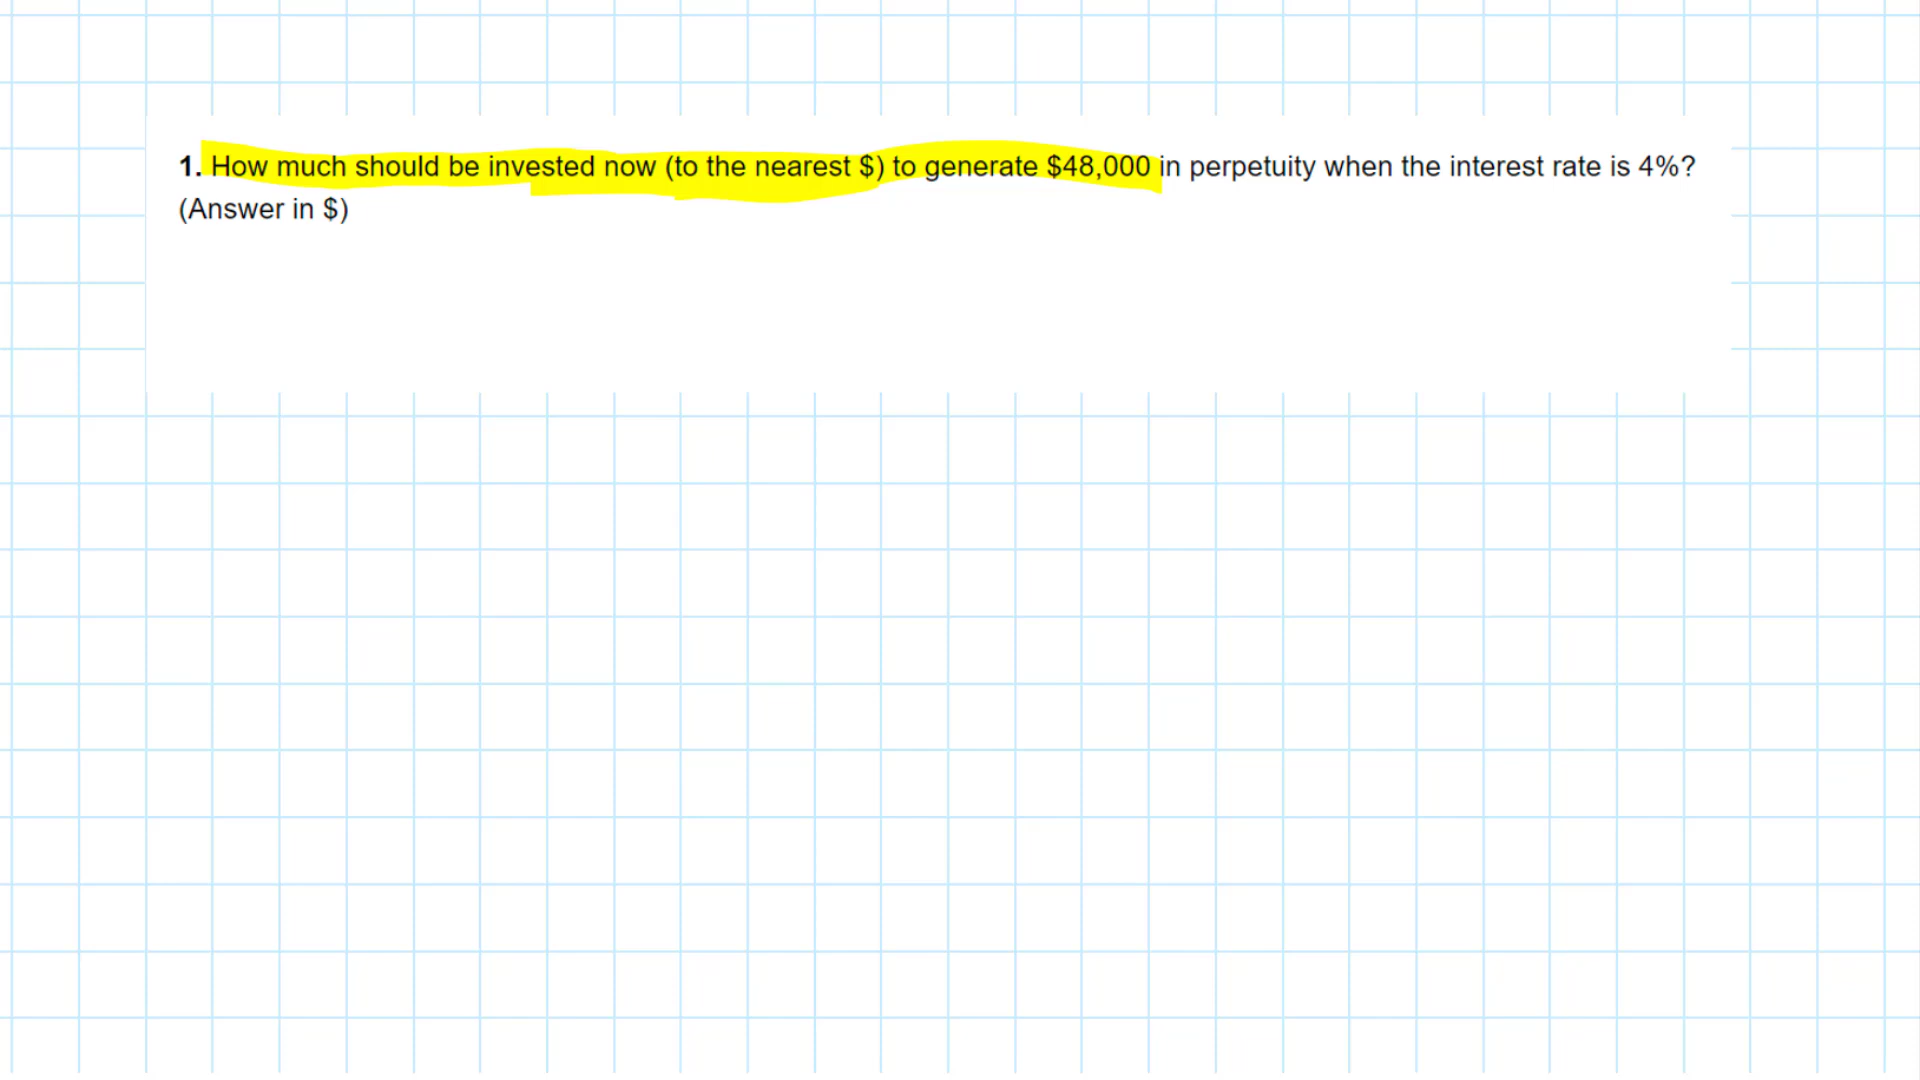 1. How much should be invested now (to the nearest $) to generate $48,000 in perpetuity when the interest rate is 4%?
(Answer in $)